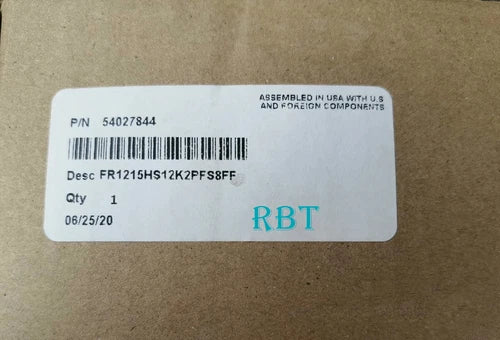 ASSEMBLED IN USA WITH U.S
AND FOREIGN COMPONENTS
P/N 54027844
Desc FR1215HS12K2PFS8FF
Qty 1
06/25/20
RBT